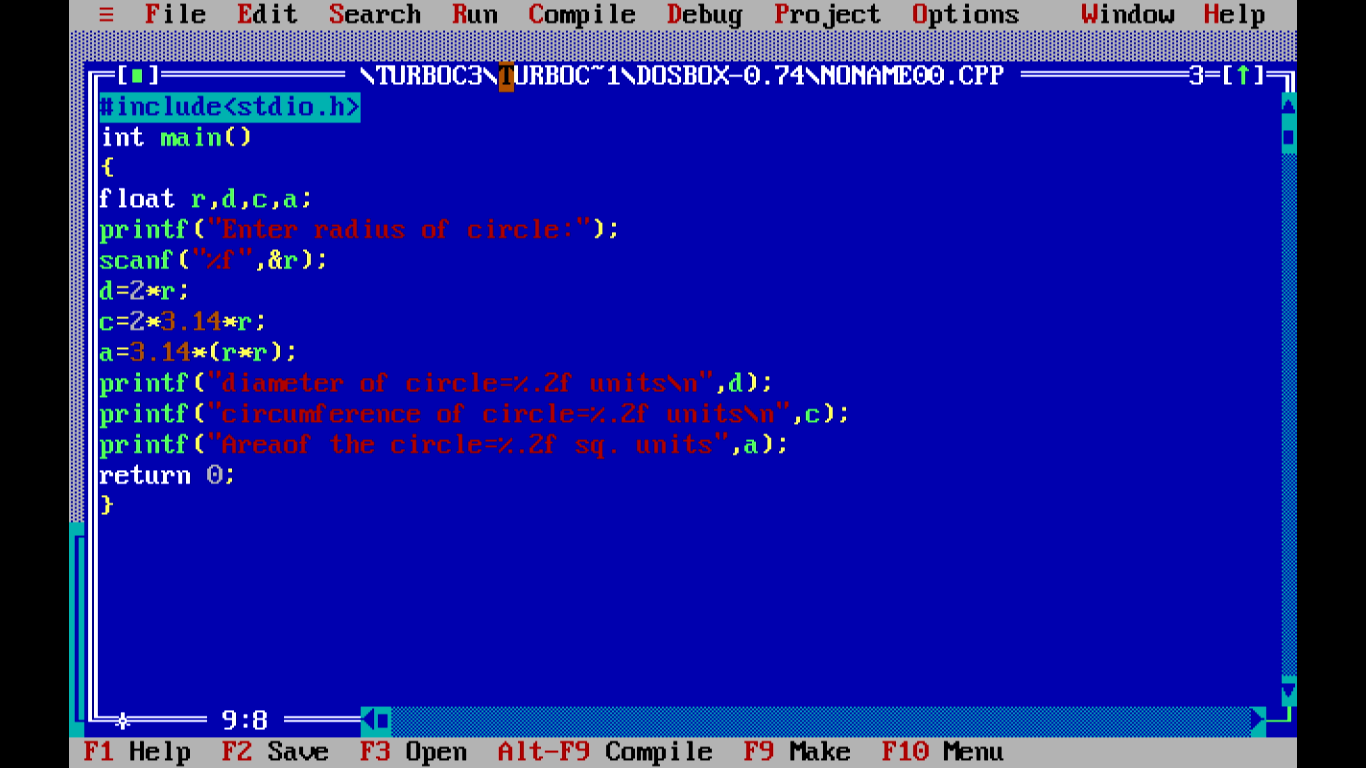 ≡ File Edit Search Run Compile Debug Project Options Window Help
[■] \TURBOC3\TURBOC~1\DOSBOX-0.74\NONAME00.CPP 3=[↑]
#include<stdio.h>
int main()
{
float r,d,c,a;
printf("Enter radius of circle:");
scanf("%f",&r);
d=2*r;
c=2*3.14*r;
a=3.14*(r*r);
printf("diameter of circle=%.2f units\n",d);
printf("circumference of circle=%.2f units\n",c);
printf("Areaof the circle=%.2f sq. units",a);
return 0;
}
9:8
F1 Help F2 Save F3 Open Alt-F9 Compile F9 Make F10 Menu